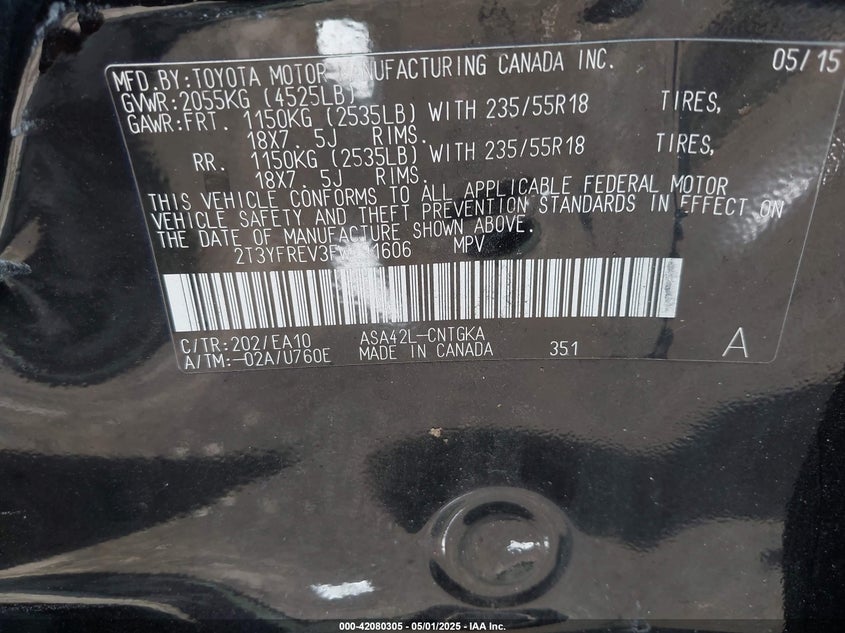 MFD.BY:TOYOTA MOTOR MANUFACTURING CANADA INC. 05/15
GVWR:2055KG (4525LB)
GAWR:FRT. 1150KG (2535LB) WITH 235/55R18 TIRES,
18X7. 5J RIMS.
RR. 1150KG (2535LB) WITH 235/55R18 TIRES,
18X7. 5J RIMS.
THIS VEHICLE CONFORMS TO ALL APPLICABLE FEDERAL MOTOR
VEHICLE SAFETY AND THEFT PREVENTION STANDARDS IN EFFECT ON
THE DATE OF MANUFACTURE SHOWN ABOVE.
MPV
C/TR:202/EA10 ASA42L-CNTGKA
A/TM:-02A/U760E MADE IN CANADA 351 A
000-42080305 - 05/01/2025 - IAA Inc.